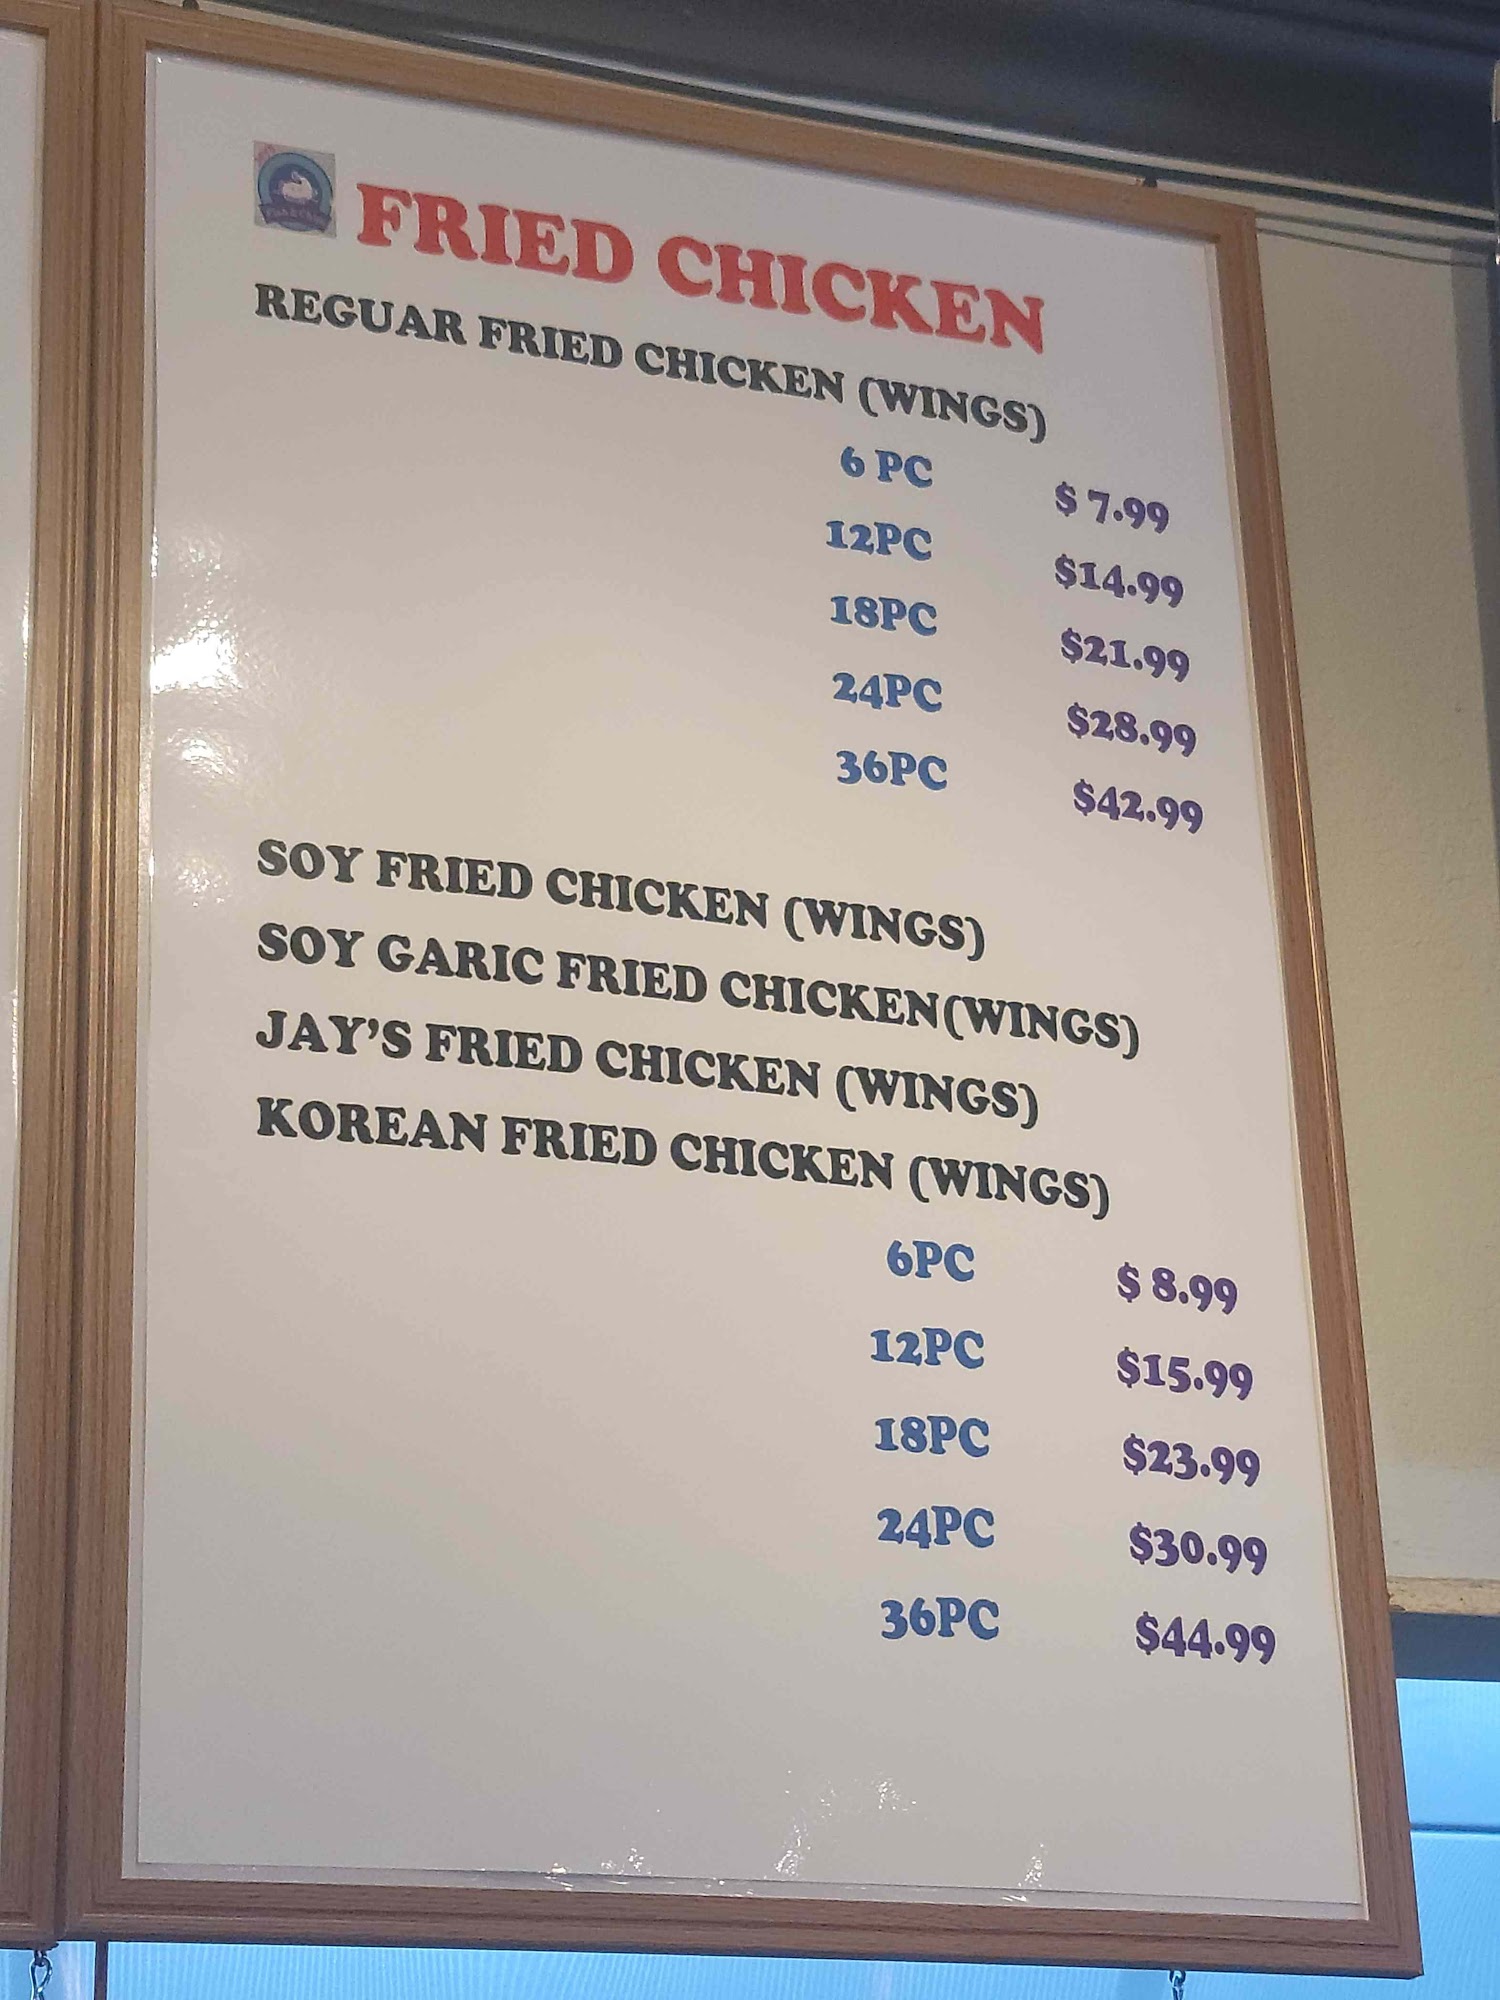 Fish & Chips
FRIED CHICKEN
REGUAR FRIED CHICKEN (WINGS)
6 PC $ 7.99
12PC $14.99
18PC $21.99
24PC $28.99
36PC $42.99
SOY FRIED CHICKEN (WINGS)
SOY GARIC FRIED CHICKEN(WINGS)
JAY'S FRIED CHICKEN (WINGS)
KOREAN FRIED CHICKEN (WINGS)
6PC $ 8.99
12PC $15.99
18PC $23.99
24PC $30.99
36PC $44.99